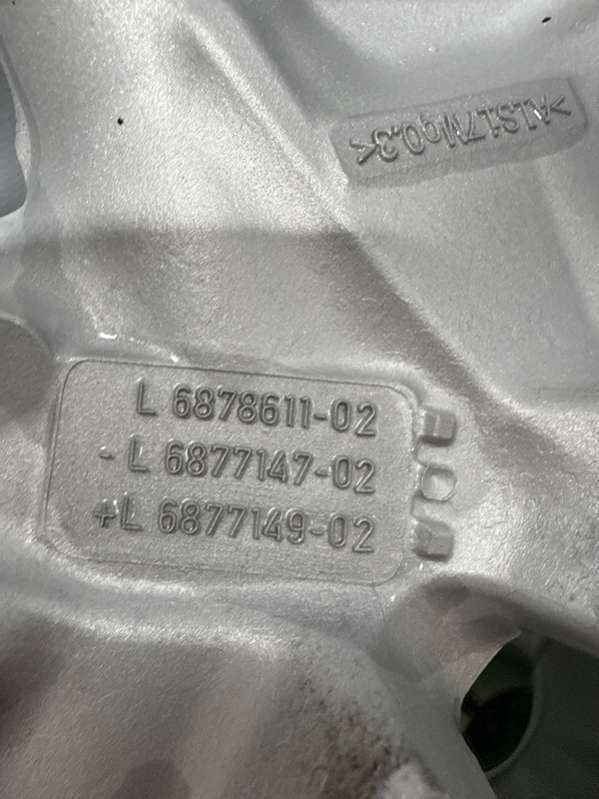 >AlSi7Mg0.3<
L 6878611-02
- L 6877147-02
+L 6877149-02